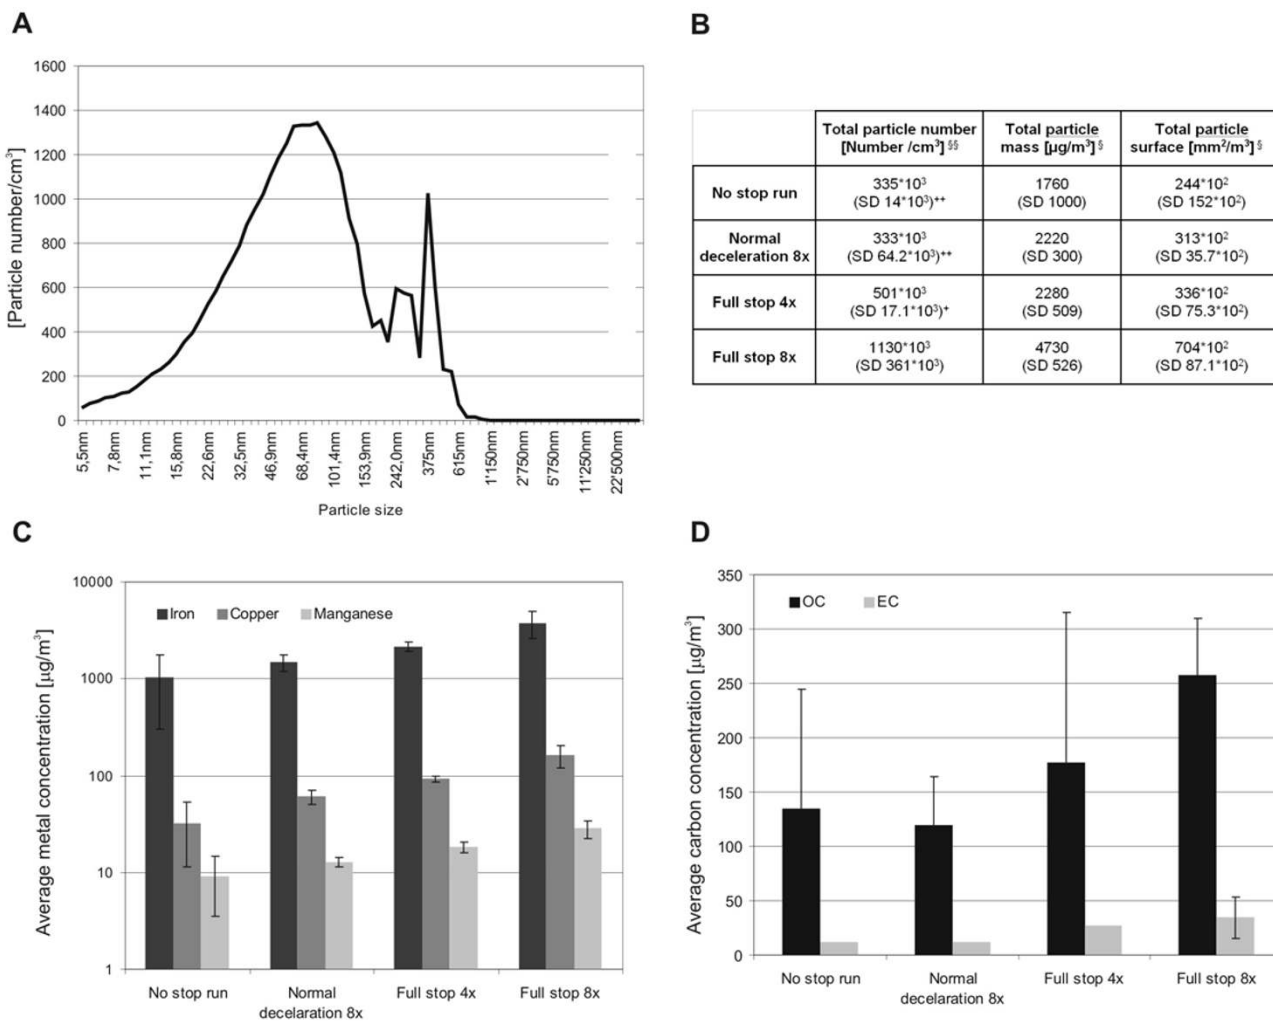 A
[Particle number/cm³]
1600
1400
1200
1000
800
600
400
200
0
5,5nm
7,8nm
11,1nm
15,8nm
22,6nm
32,5nm
46,9nm
68,4nm
101,4nm
153,9nm
242,0nm
375nm
615nm
1'150nm
2'750nm
5'750nm
11'250nm
22'500nm
Particle size
B
Total particle number
[Number /cm³] §§
Total particle
mass [µg/m³] §
Total particle
surface [mm²/m³] §
No stop run
335*10³
(SD 14*10³)++
1760
(SD 1000)
244*10²
(SD 152*10²)
Normal
deceleration 8x
333*10³
(SD 64.2*10³)++
2220
(SD 300)
313*10²
(SD 35.7*10²)
Full stop 4x
501*10³
(SD 17.1*10³)+
2280
(SD 509)
336*10²
(SD 75.3*10²)
Full stop 8x
1130*10³
(SD 361*10³)
4730
(SD 526)
704*10²
(SD 87.1*10²)
C
Average metal concentration [µg/m³]
10000
1000
100
10
1
Iron Copper Manganese
No stop run
Normal
decelaration 8x
Full stop 4x
Full stop 8x
D
Average carbon concentration [µg/m³]
350
300
250
200
150
100
50
0
OC EC
No stop run
Normal
decelaration 8x
Full stop 4x
Full stop 8x